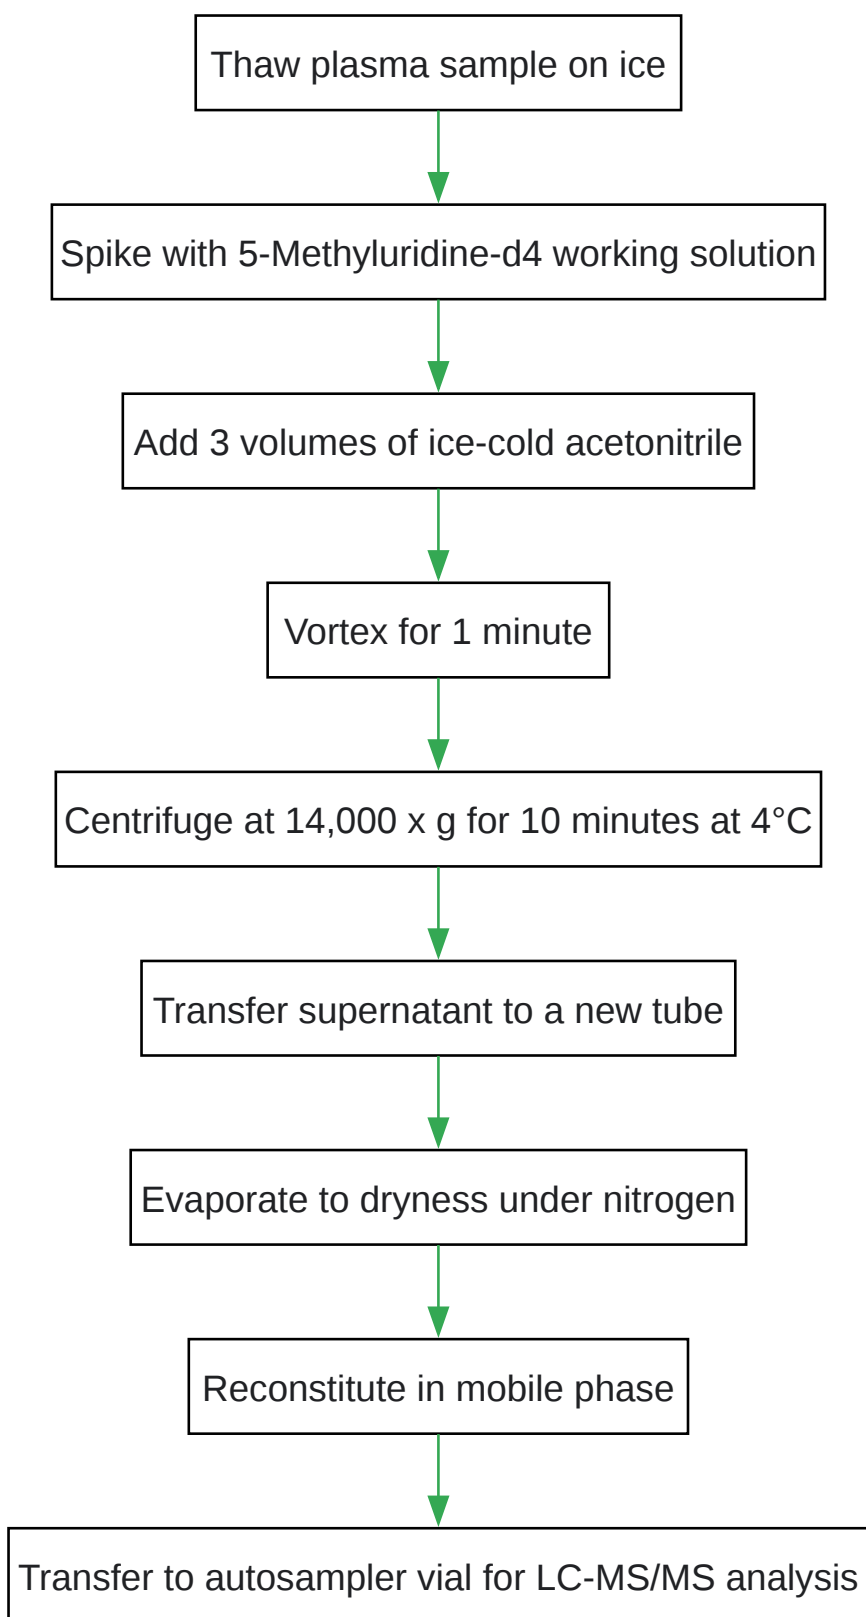 Thaw plasma sample on ice
Spike with 5-Methyluridine-d4 working solution
Add 3 volumes of ice-cold acetonitrile
Vortex for 1 minute
Centrifuge at 14,000 x g for 10 minutes at 4°C
Transfer supernatant to a new tube
Evaporate to dryness under nitrogen
Reconstitute in mobile phase
Transfer to autosampler vial for LC-MS/MS analysis